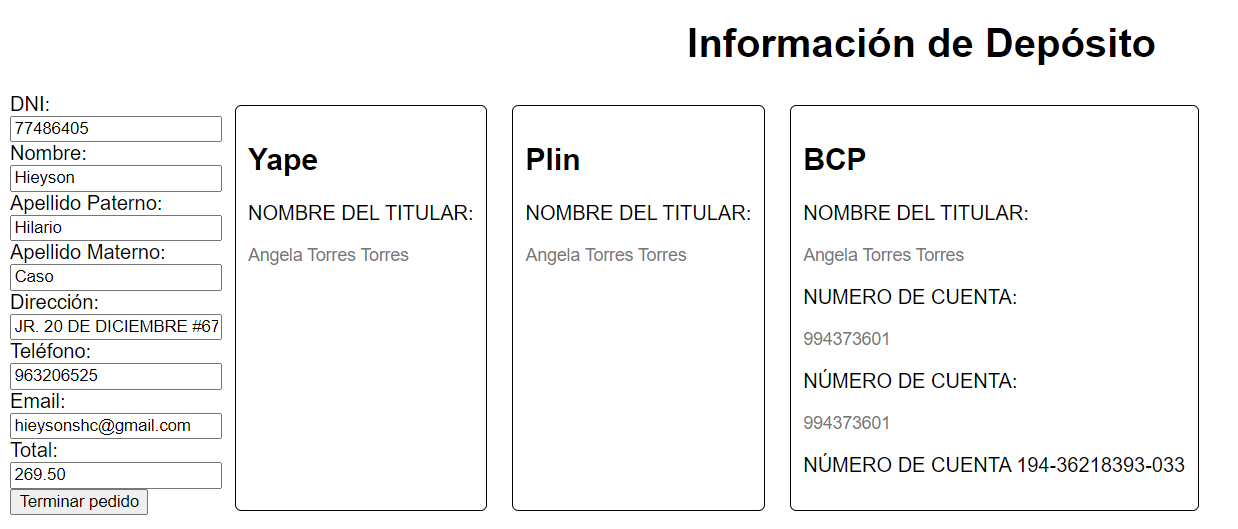 Información de Depósito
DNI:
77486405
Nombre:
Hieyson
Apellido Paterno:
Hilario
Apellido Materno:
Caso
Dirección:
JR. 20 DE DICIEMBRE #67
Teléfono:
963206525
Email:
hieysonshc@gmail.com
Total:
269.50
Terminar pedido
Yape
NOMBRE DEL TITULAR:
Angela Torres Torres
Plin
NOMBRE DEL TITULAR:
Angela Torres Torres
BCP
NOMBRE DEL TITULAR:
Angela Torres Torres
NUMERO DE CUENTA:
994373601
NÚMERO DE CUENTA:
994373601
NÚMERO DE CUENTA 194-36218393-033